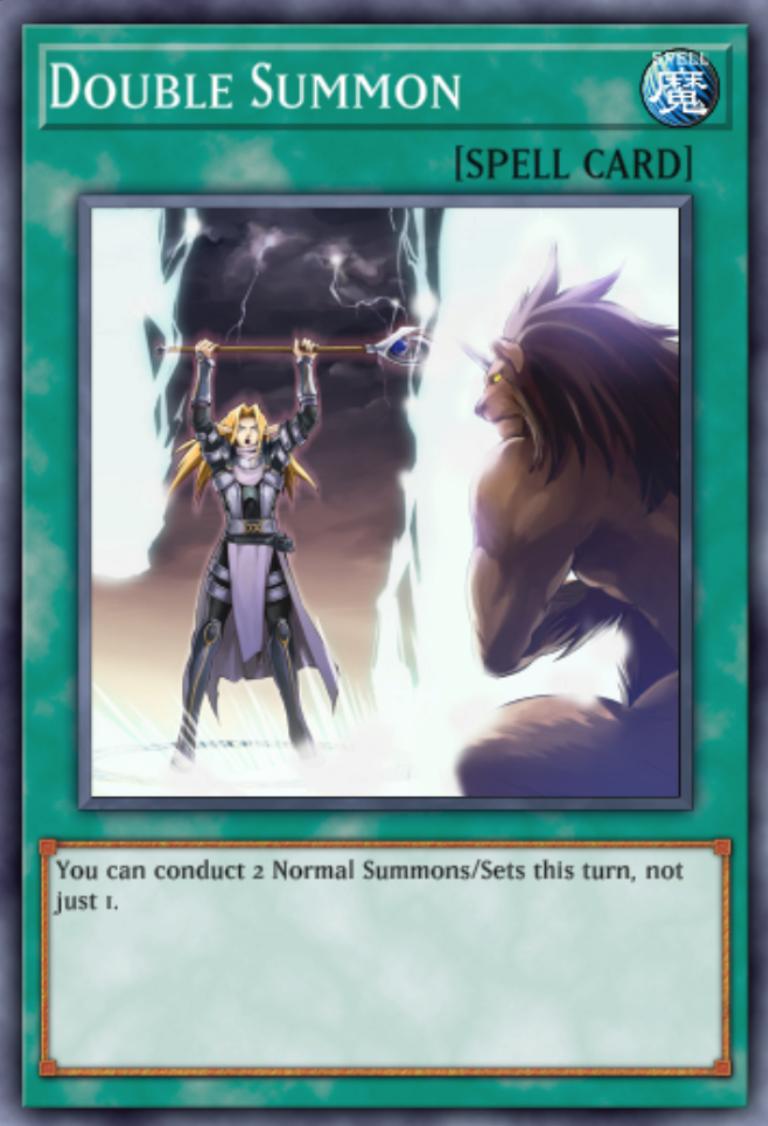 DOUBLE SUMMON
SPELL
魔
[SPELL CARD]
You can conduct 2 Normal Summons/Sets this turn, not
just 1.